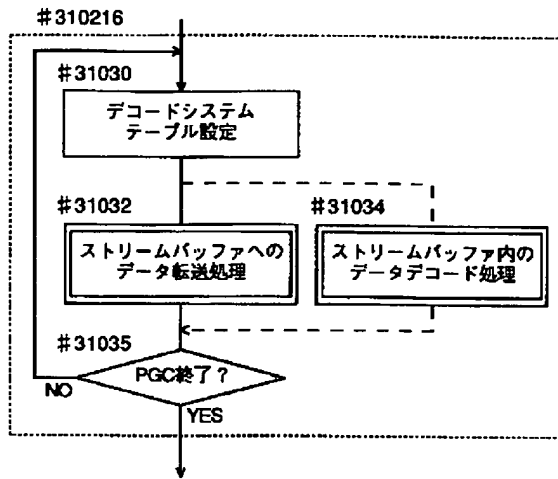 #310216
#31030
デコードシステム
テーブル設定
#31032
ストリームバッファへの
データ転送処理
#31034
ストリームバッファ内の
データデコード処理
#31035
PGC終了？
NO
YES